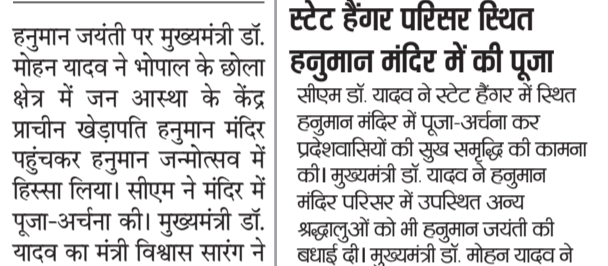 हनुमान जयंती पर मुख्यमंत्री डॉ.
मोहन यादव ने भोपाल के छोला
क्षेत्र में जन आस्था के केंद्र
प्राचीन खेड़ापति हनुमान मंदिर
पहुंचकर हनुमान जन्मोत्सव में
हिस्सा लिया। सीएम ने मंदिर में
पूजा-अर्चना की। मुख्यमंत्री डॉ.
यादव का मंत्री विश्वास सारंग ने
स्टेट हैंगर परिसर स्थित
हनुमान मंदिर में की पूजा
सीएम डॉ. यादव ने स्टेट हैंगर में स्थित
हनुमान मंदिर में पूजा-अर्चना कर
प्रदेशवासियों की सुख समृद्धि की कामना
की। मुख्यमंत्री डॉ. यादव ने हनुमान
मंदिर परिसर में उपस्थित अन्य
श्रद्धालुओं को भी हनुमान जयंती की
बधाई दी। मुख्यमंत्री डॉ. मोहन यादव ने